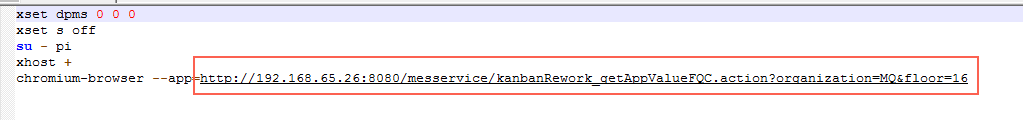 xset dpms 0 0 0
xset s off
su - pi
xhost +
chromium-browser --app=http://192.168.65.26:8080/messervice/kanbanRework_getAppValueFQC.action?organization=MQ&floor=16